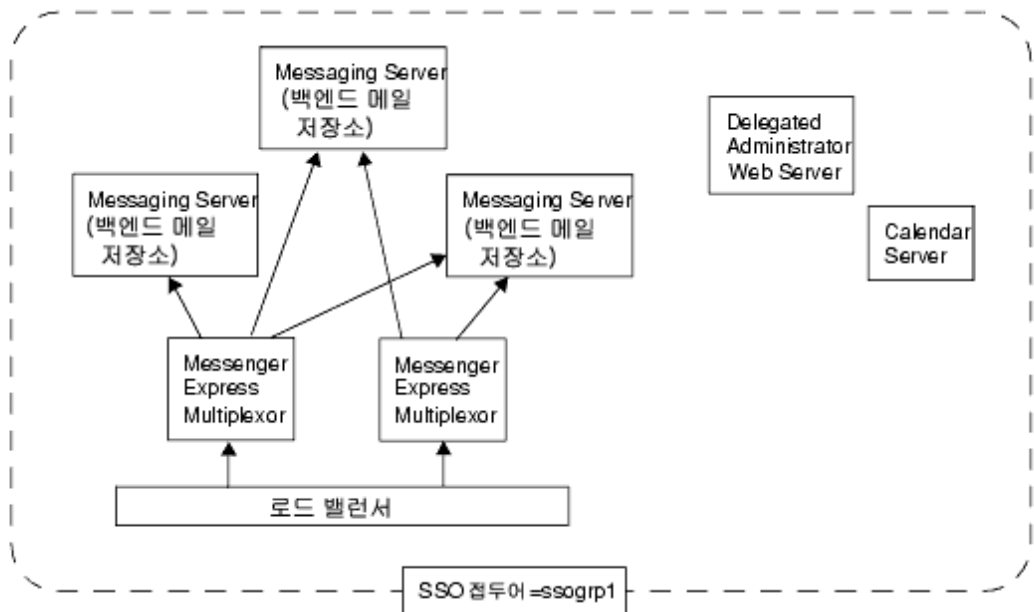 Messaging Server
(백엔드 메일
저장소)
Delegated
Administrator
Web Server
Messaging Server
(백엔드 메일
저장소)
Messaging Server
(백엔드 메일
저장소)
Calendar
Server
Messenger
Express
Multiplexor
Messenger
Express
Multiplexor
로드 밸런서
SSO 접두어 =ssogrp1